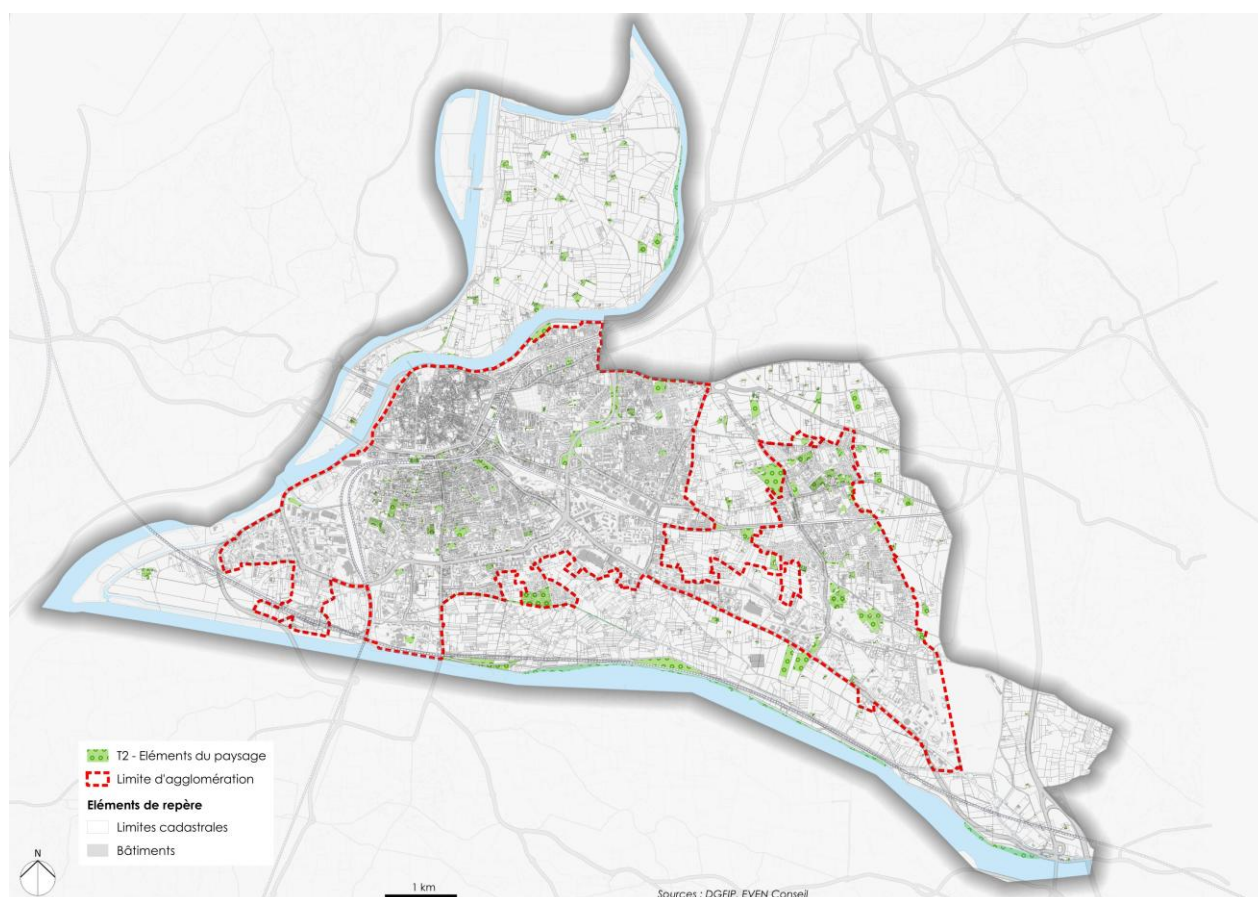 T2 - Eléments du paysage
Limite d'agglomération
Eléments de repère
Limites cadastrales
Bâtiments
N
1 km
Sources : DGFIP, EVEN Conseil